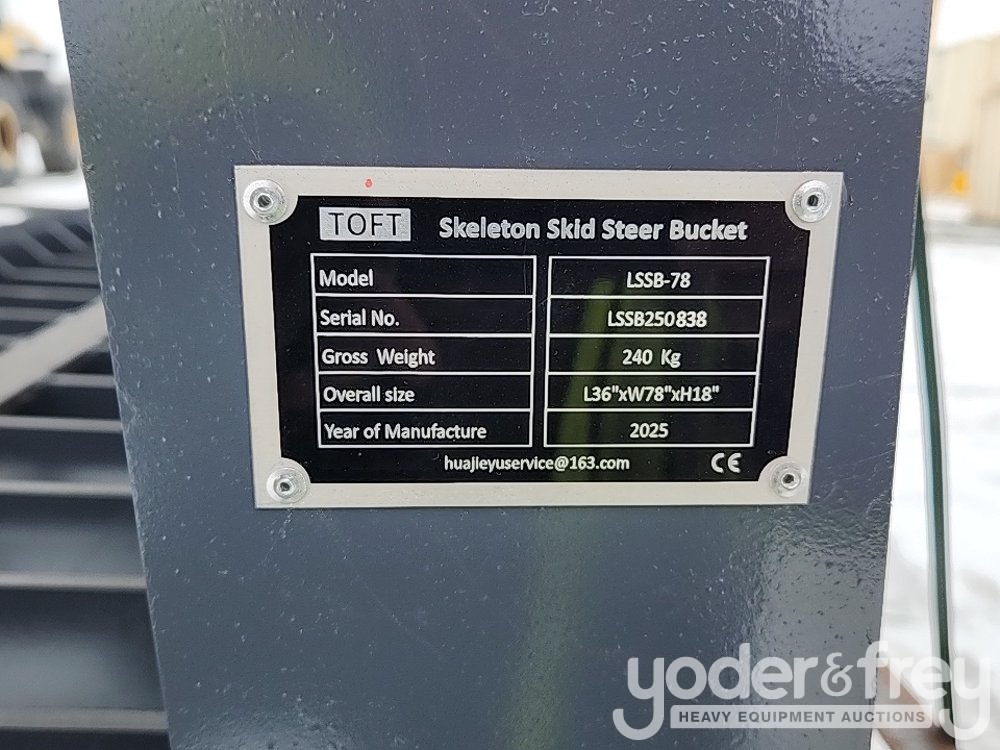 TOFT Skeleton Skid Steer Bucket
Model LSSB-78
Serial No. LSSB250838
Gross Weight 240 Kg
Overall size L36"xW78"xH18"
Year of Manufacture 2025
huajieyuservice@163.com CE
yoder&frey
HEAVY EQUIPMENT AUCTIONS